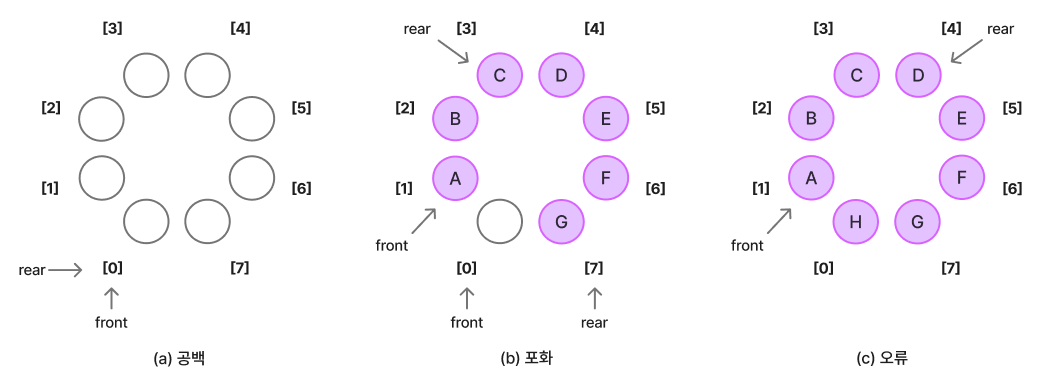 [3] [4]
[2] [5]
[1] [6]
rear [0] [7]
front
(a) 공백
rear [3] [4]
C D
[2] B E [5]
[1] A F [6]
front G
[0] [7]
front rear
(b) 포화
[3] [4] rear
C D
[2] B E [5]
[1] A F [6]
front H G
[0] [7]
(c) 오류